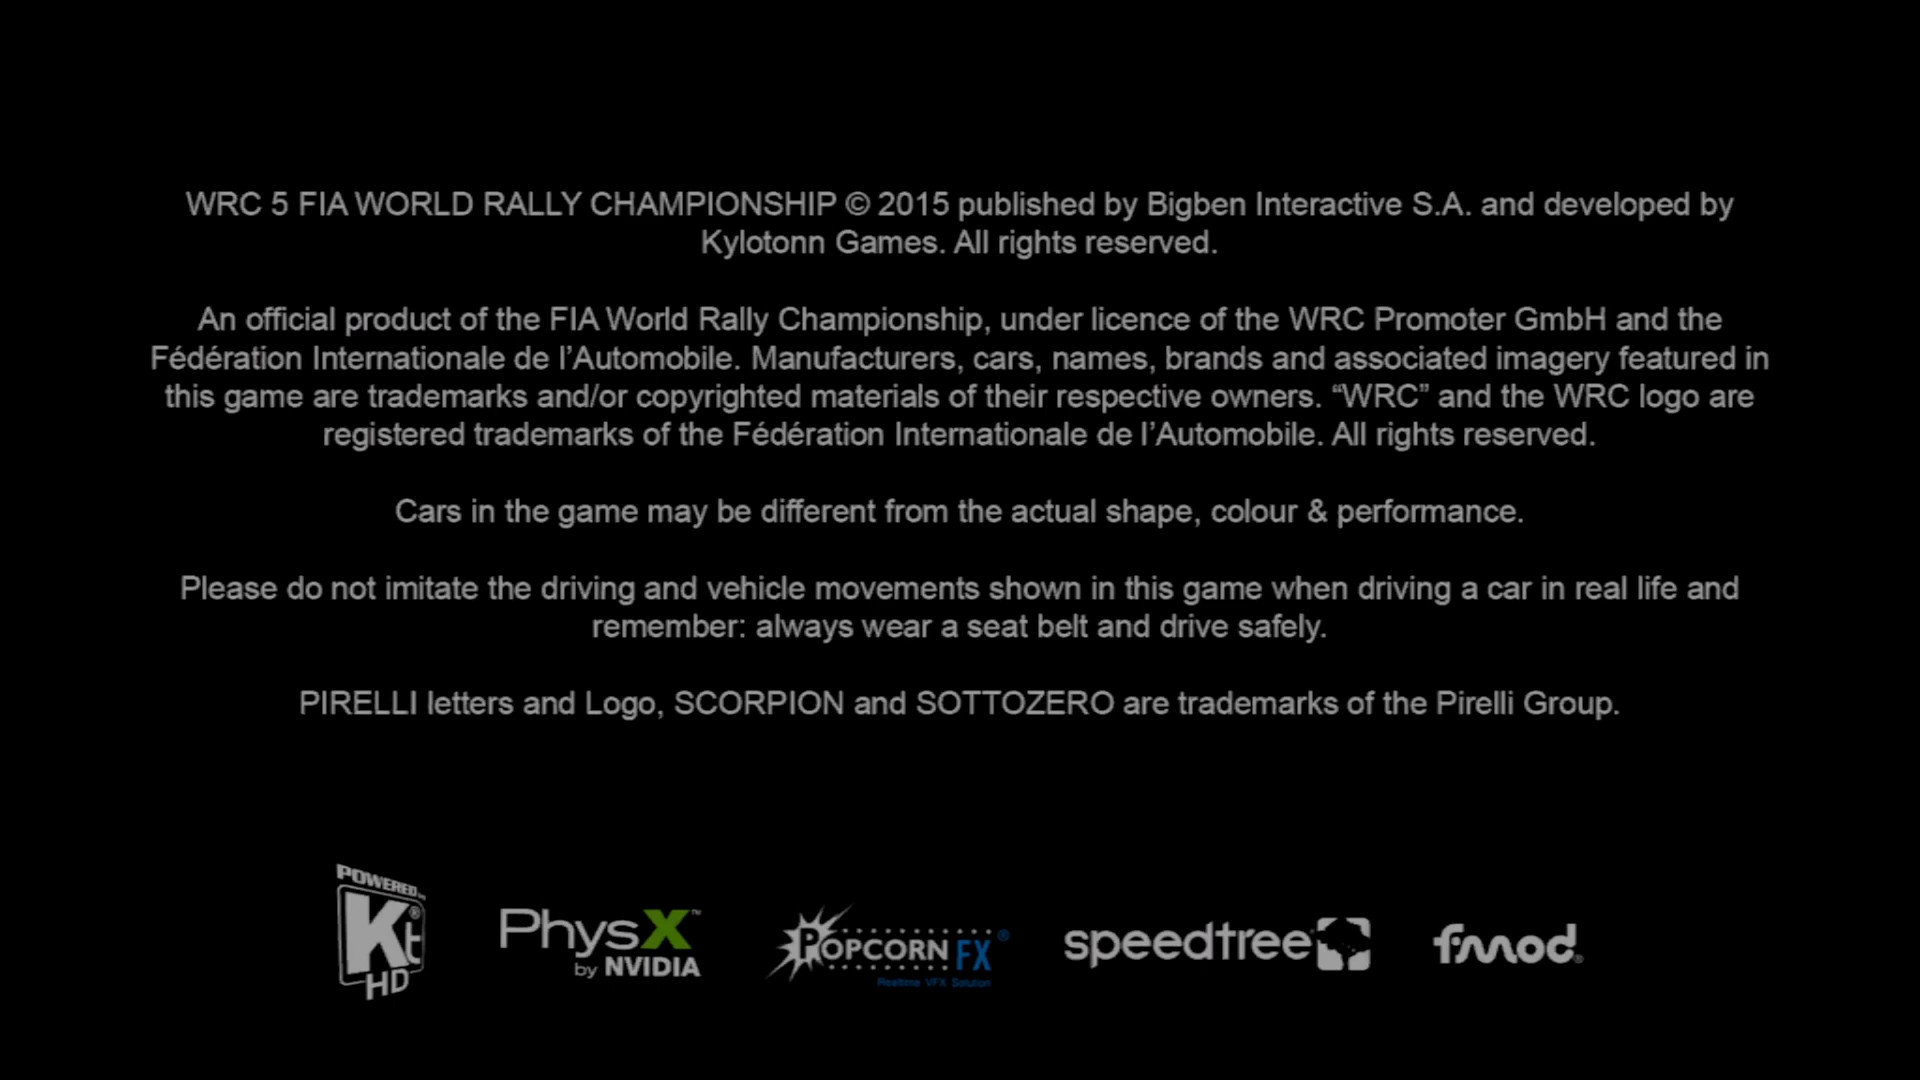 WRC 5 FIA WORLD RALLY CHAMPIONSHIP © 2015 published by Bigben Interactive S.A. and developed by
Kylotonn Games. All rights reserved.
An official product of the FIA World Rally Championship, under licence of the WRC Promoter GmbH and the
Fédération Internationale de l’Automobile. Manufacturers, cars, names, brands and associated imagery featured in
this game are trademarks and/or copyrighted materials of their respective owners. “WRC” and the WRC logo are
registered trademarks of the Fédération Internationale de l’Automobile. All rights reserved.
Cars in the game may be different from the actual shape, colour & performance.
Please do not imitate the driving and vehicle movements shown in this game when driving a car in real life and
remember: always wear a seat belt and drive safely.
PIRELLI letters and Logo, SCORPION and SOTTOZERO are trademarks of the Pirelli Group.
POWERED
Kt®
HD
PhysX™
by NVIDIA
POPCORN FX®
Realtime VFX Solution
speedtree
fmod®